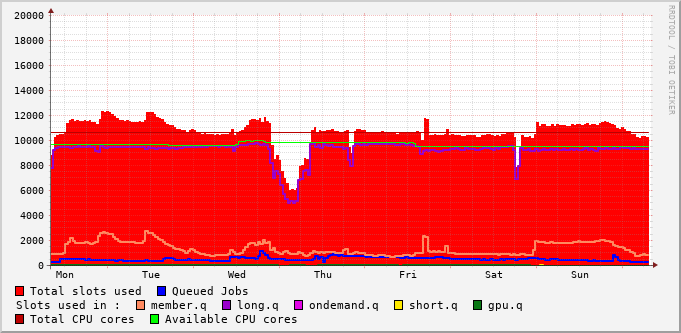 RRDTOOL / TOBI OETIKER
20000
18000
16000
14000
12000
10000
8000
6000
4000
2000
0
Mon Tue Wed Thu Fri Sat Sun
Total slots used Queued Jobs
Slots used in : member.q long.q ondemand.q short.q gpu.q
Total CPU cores Available CPU cores